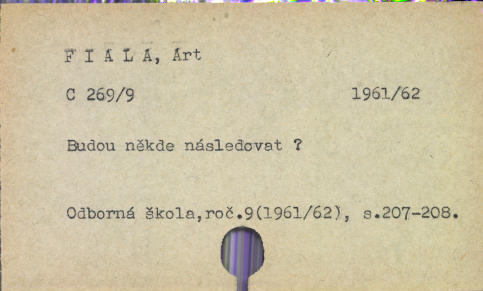 F I A L A, Art
C 269/9 1961/62
Budou někde následovat ?
Odborná škola,roč.9(1961/62), s.207-208.